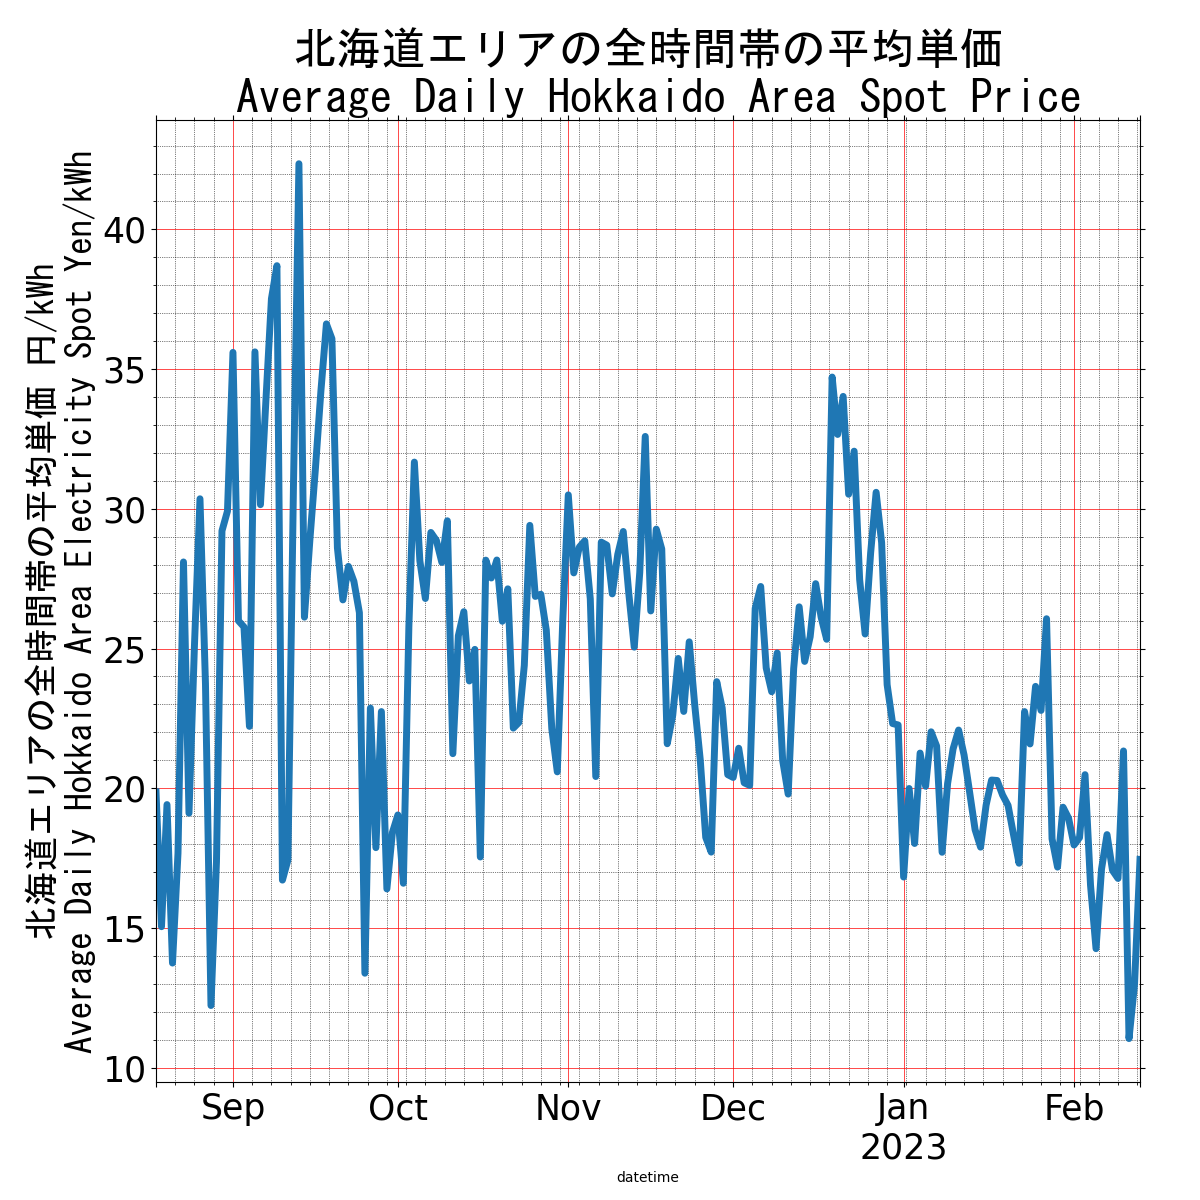 北海道エリアの全時間帯の平均単価
Average Daily Hokkaido Area Spot Price
北海道エリアの全時間帯の平均単価 円/kWh
Average Daily Hokkaido Area Electricity Spot Yen/kWh
40
35
30
25
20
15
10
Sep Oct Nov Dec Jan Feb
2023
datetime